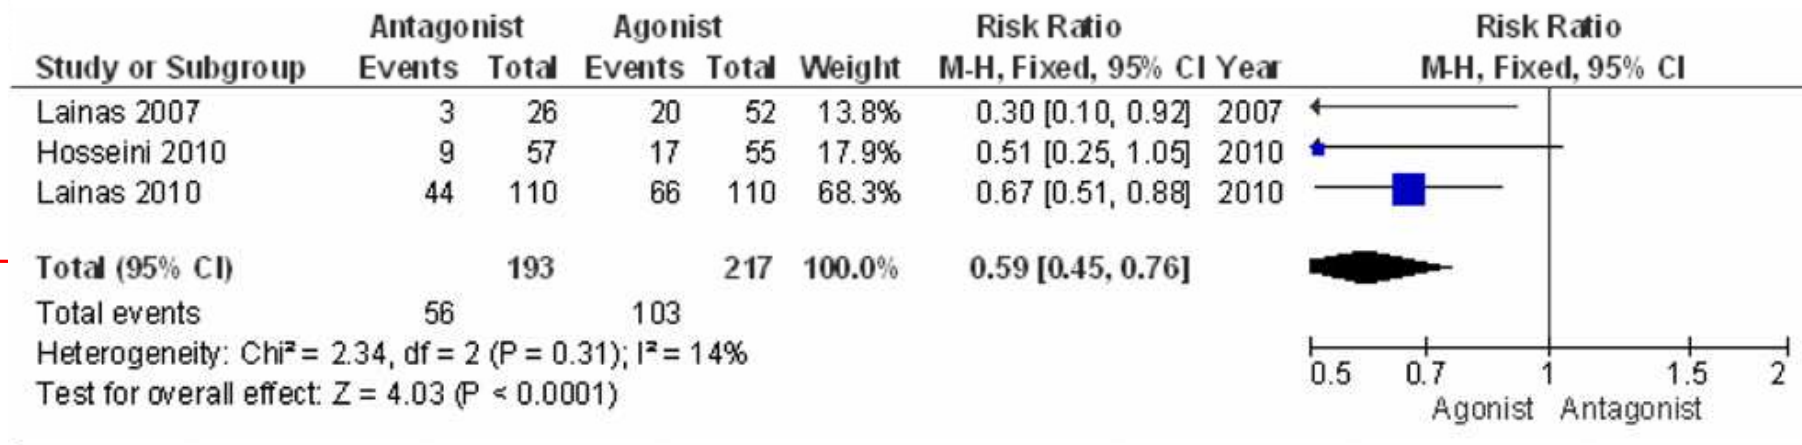 Antagonist Agonist Risk Ratio Risk Ratio
Study or Subgroup Events Total Events Total Weight M-H, Fixed, 95% CI Year M-H, Fixed, 95% CI
Lainas 2007 3 26 20 52 13.8% 0.30 [0.10, 0.92] 2007
Hosseini 2010 9 57 17 55 17.9% 0.51 [0.25, 1.05] 2010
Lainas 2010 44 110 66 110 68.3% 0.67 [0.51, 0.88] 2010
Total (95% CI) 193 217 100.0% 0.59 [0.45, 0.76]
Total events 56 103
Heterogeneity: Chi² = 2.34, df = 2 (P = 0.31); I² = 14%
Test for overall effect: Z = 4.03 (P < 0.0001)
0.5 0.7 1 1.5 2
Agonist Antagonist